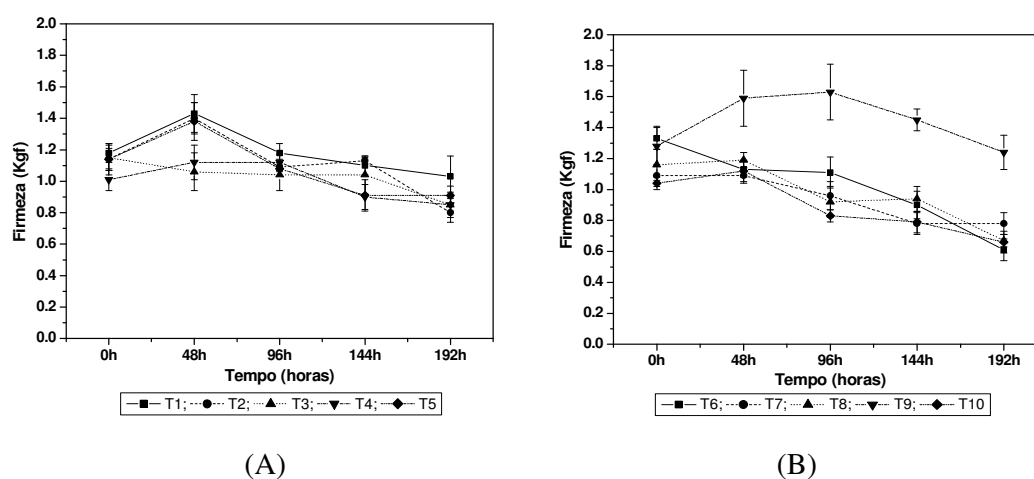 2.0
1.8
1.6
1.4
1.2
1.0
0.8
0.6
0.4
0.2
0.0
Firmeza (Kgf)
0h 48h 96h 144h 192h
Tempo (horas)
T1; T2; T3; T4; T5
(A)
2.0
1.8
1.6
1.4
1.2
1.0
0.8
0.6
0.4
0.2
0.0
Firmeza (Kgf)
0h 48h 96h 144h 192h
Tempo (horas)
T6; T7; T8; T9; T10
(B)